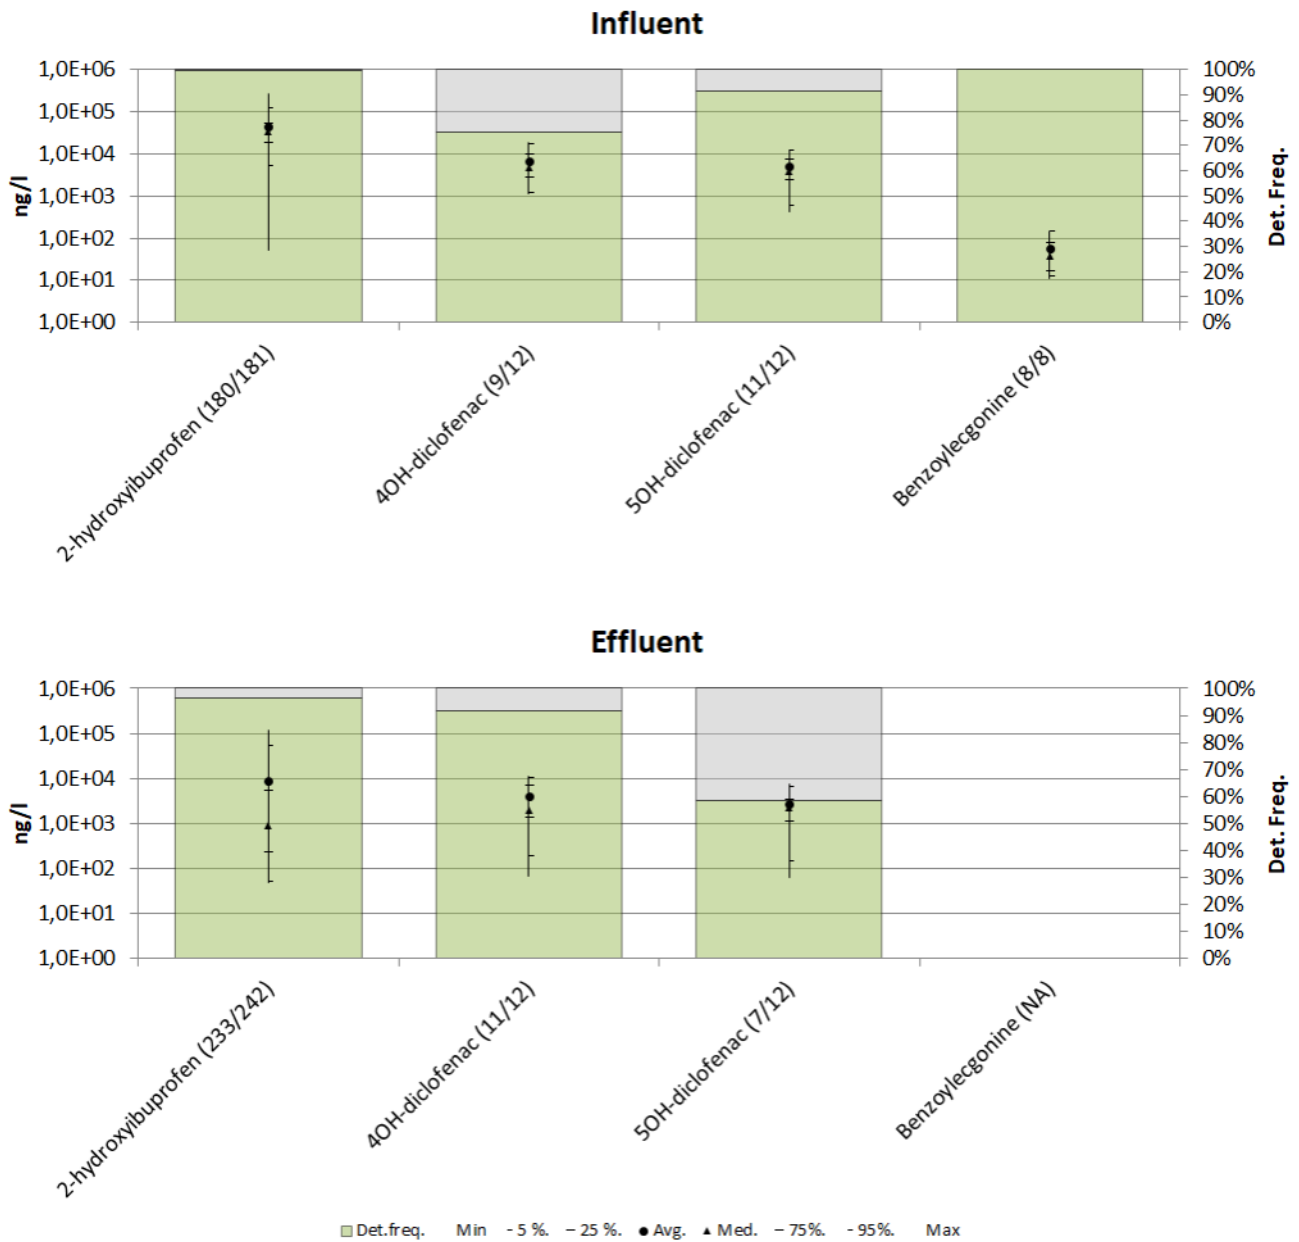 Influent
1,0E+06
1,0E+05
1,0E+04
1,0E+03
1,0E+02
1,0E+01
1,0E+00
ng/l
100%
90%
80%
70%
60%
50%
40%
30%
20%
10%
0%
Det. Freq.
2-hydroxyibuprofen (180/181)
4OH-diclofenac (9/12)
5OH-diclofenac (11/12)
Benzoylecgonine (8/8)
Effluent
1,0E+06
1,0E+05
1,0E+04
1,0E+03
1,0E+02
1,0E+01
1,0E+00
ng/l
100%
90%
80%
70%
60%
50%
40%
30%
20%
10%
0%
Det. Freq.
2-hydroxyibuprofen (233/242)
4OH-diclofenac (11/12)
5OH-diclofenac (7/12)
Benzoylecgonine (NA)
Det.freq. Min - 5 %. – 25 %. ● Avg. ▲ Med. – 75%. - 95%. Max